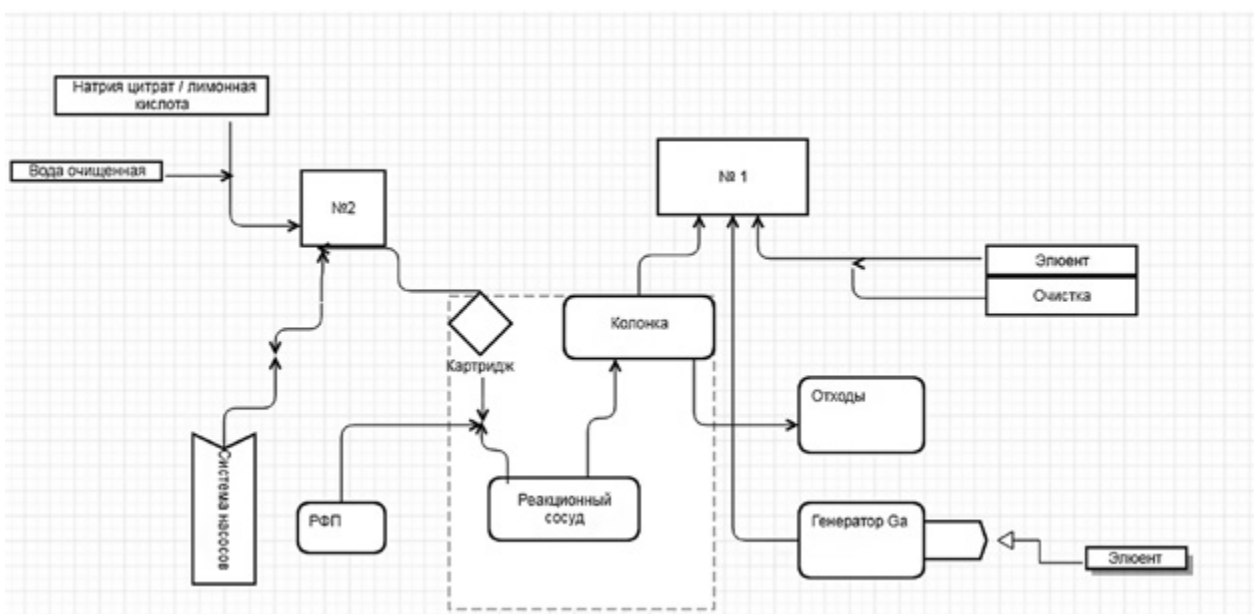 Натрия цитрат / лимонная
кислота
Вода очищенная
№2
№ 1
Элюент
Очистка
Колонка
Картридж
Отходы
Система насосов
РФП
Реакционный
сосуд
Генератор Ga
Элюент